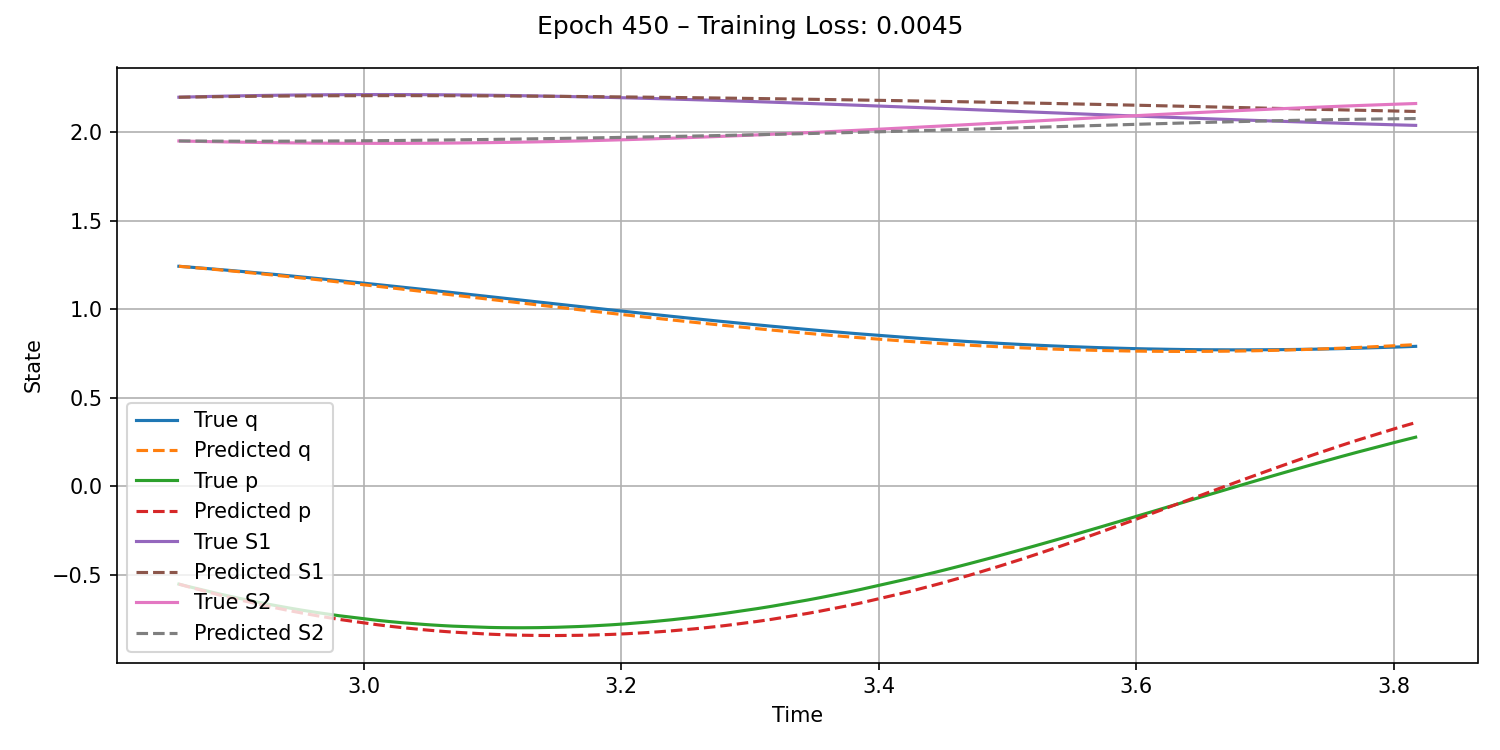 Epoch 450 – Training Loss: 0.0045
State
2.0
1.5
1.0
0.5
0.0
−0.5
True q
Predicted q
True p
Predicted p
True S1
Predicted S1
True S2
Predicted S2
3.0 3.2 3.4 3.6 3.8
Time